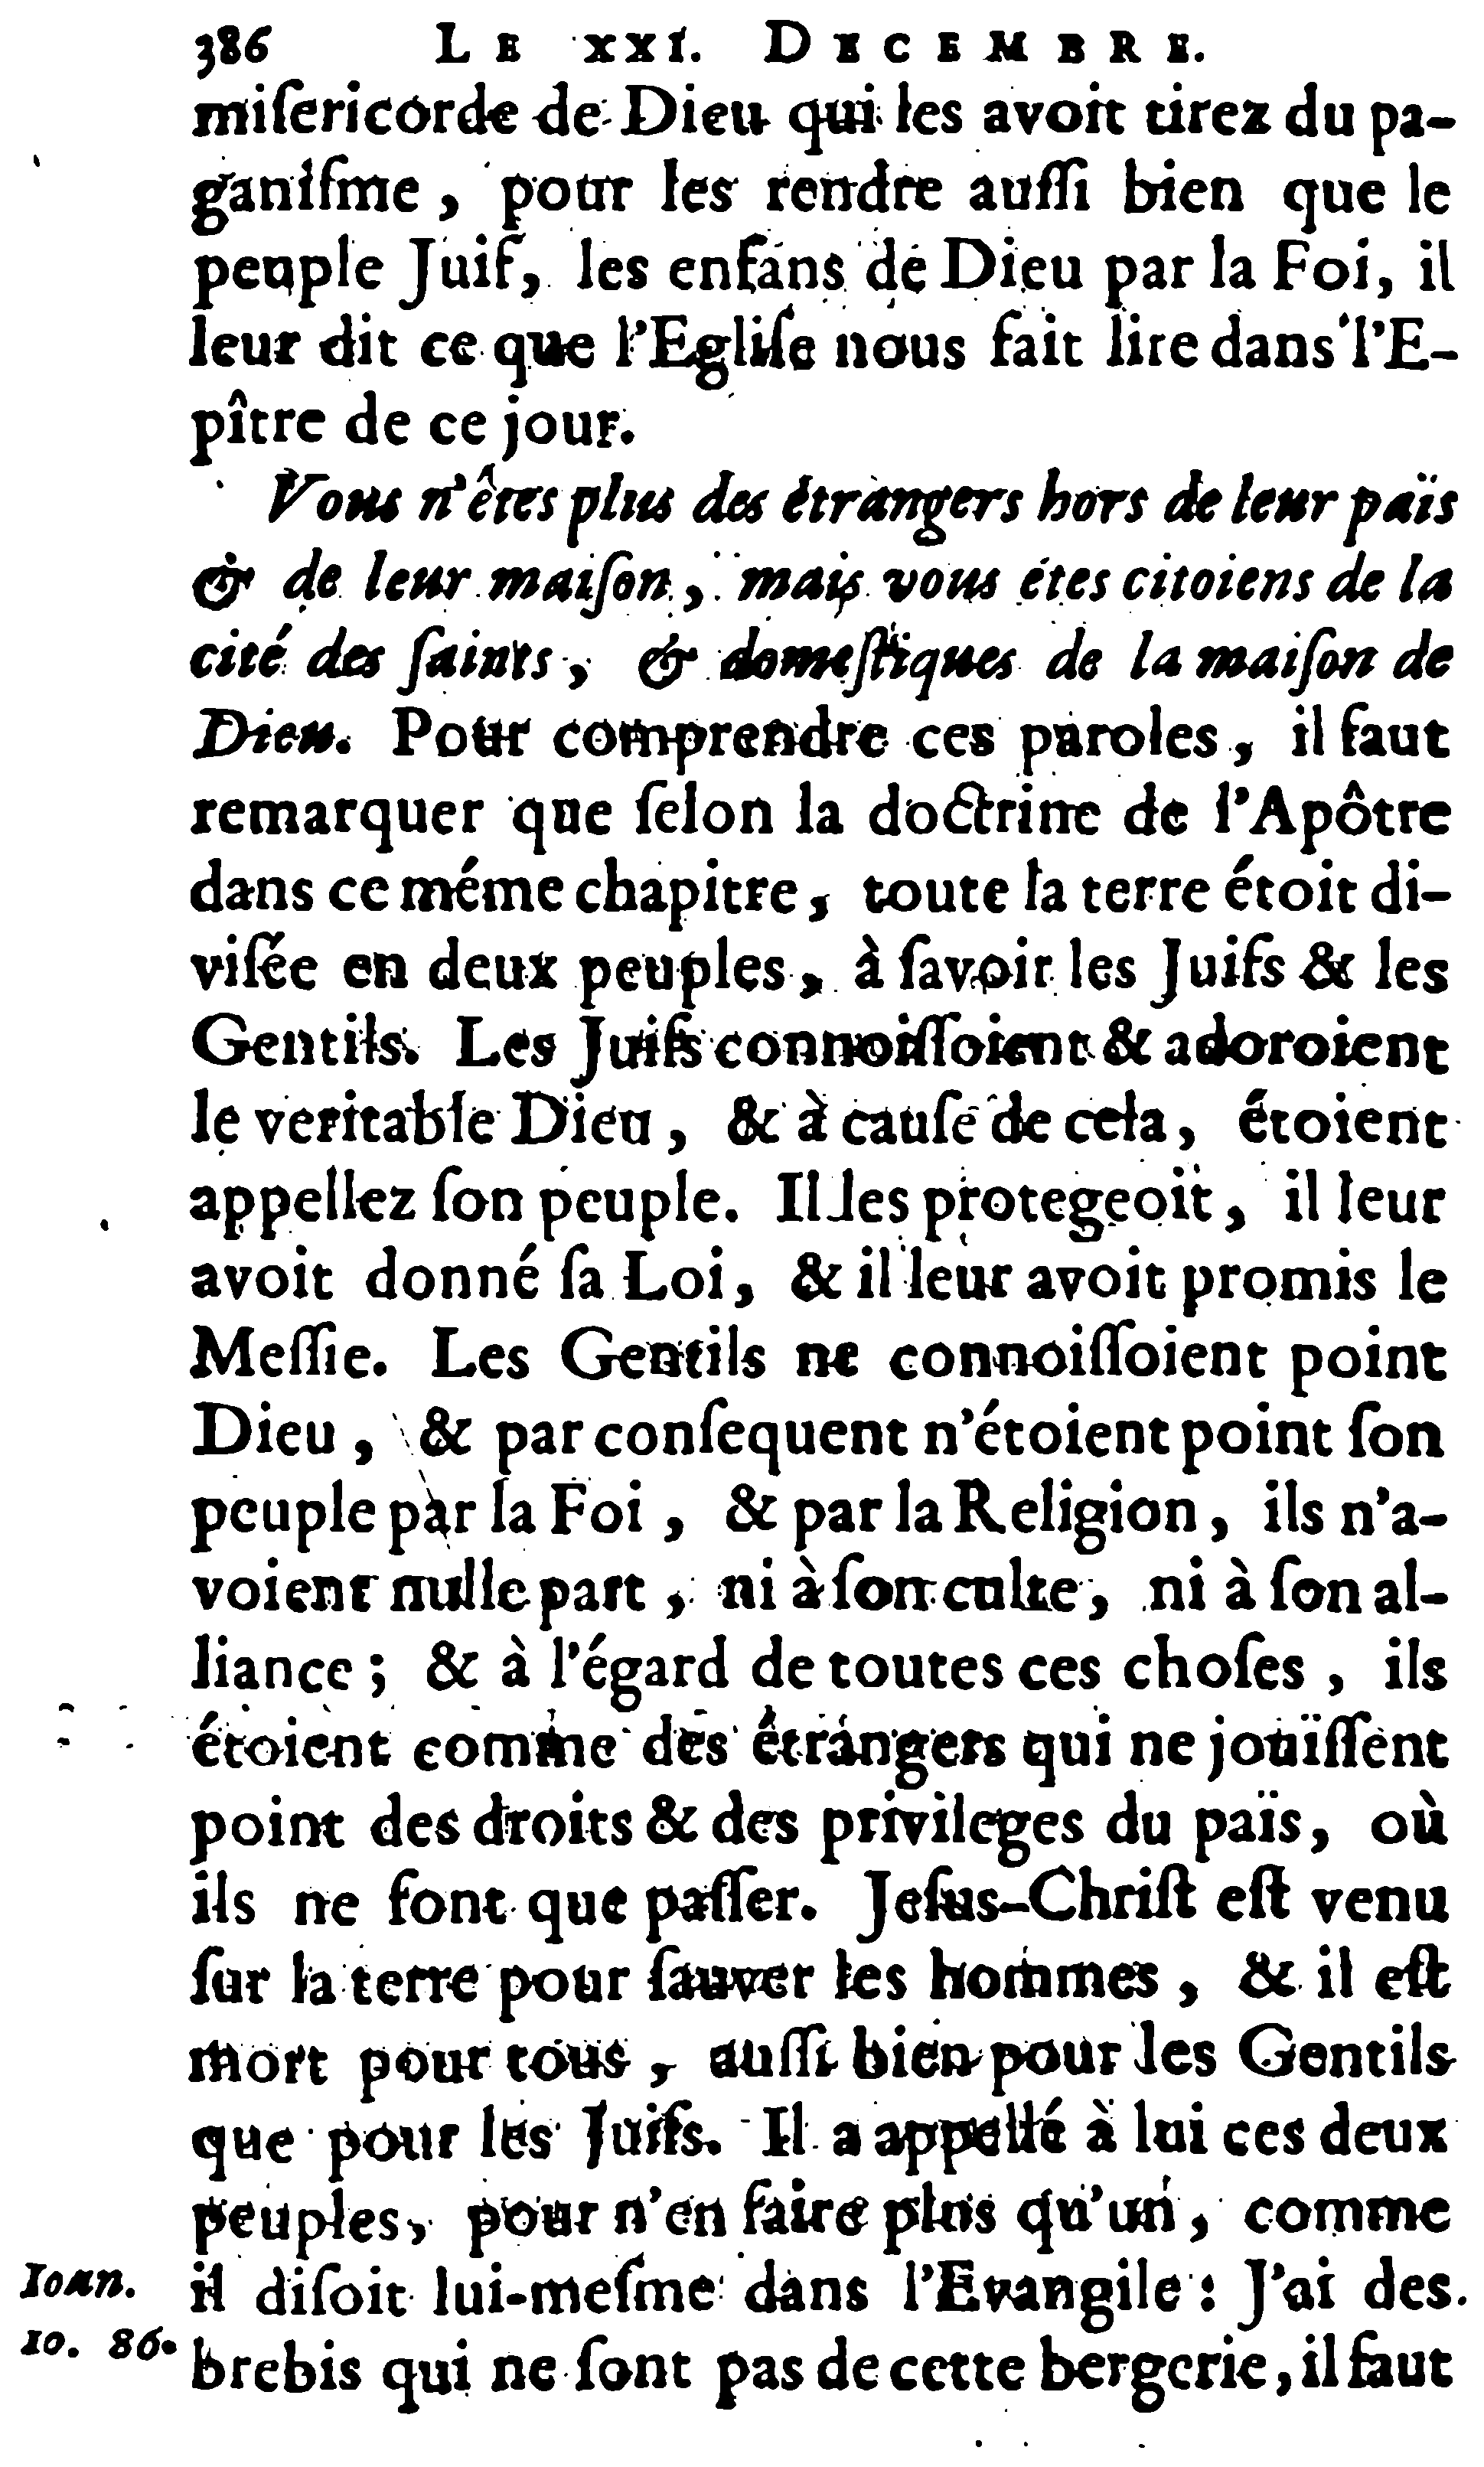 386 LE XXI. DECEMBRE.
miſericorde de Dieu qui les avoit tirez du pa-
ganiſme, pour les rendre auſſi bien que le
peuple Juif, les enfans de Dieu par la Foi, il
leur dit ce que l'Egliſe nous fait lire dans l'E-
pître de ce jour.
Vous n'êtes plus des étrangers hors de leur païs
& de leur maiſon, mais vous étes citoiens de la
cité des ſaints, & domeſtiques de la maiſon de
Dieu. Pour comprendre ces paroles, il faut
remarquer que ſelon la doctrine de l'Apôtre
dans ce méme chapitre, toute la terre étoit di-
viſée en deux peuples, à ſavoir les Juifs & les
Gentils. Les Juifs connoiſſoient & adoroient
le veritable Dieu, & à cauſe de cela, étoient
appellez ſon peuple. Il les protegeoit, il leur
avoit donné ſa Loi, & il leur avoit promis le
Meſſie. Les Gentils ne connoiſſoient point
Dieu, & par conſequent n'étoient point ſon
peuple par la Foi, & par la Religion, ils n'a-
voient nulle part, ni à ſon culte, ni à ſon al-
liance; & à l'égard de toutes ces choſes, ils
étoient comme des étrangers qui ne joüiſſent
point des droits & des privileges du païs, où
ils ne font que paſſer. Jeſus-Chriſt eſt venu
ſur la terre pour ſauver les hommes, & il eſt
mort pour tous, auſſi bien pour les Gentils
que pour les Juifs. Il a appellé à lui ces deux
peuples, pour n'en faire plus qu'un, comme
il diſoit lui-meſme dans l'Evangile: J'ai des
brebis qui ne ſont pas de cette bergerie, il faut
Ioan.
10. 86.